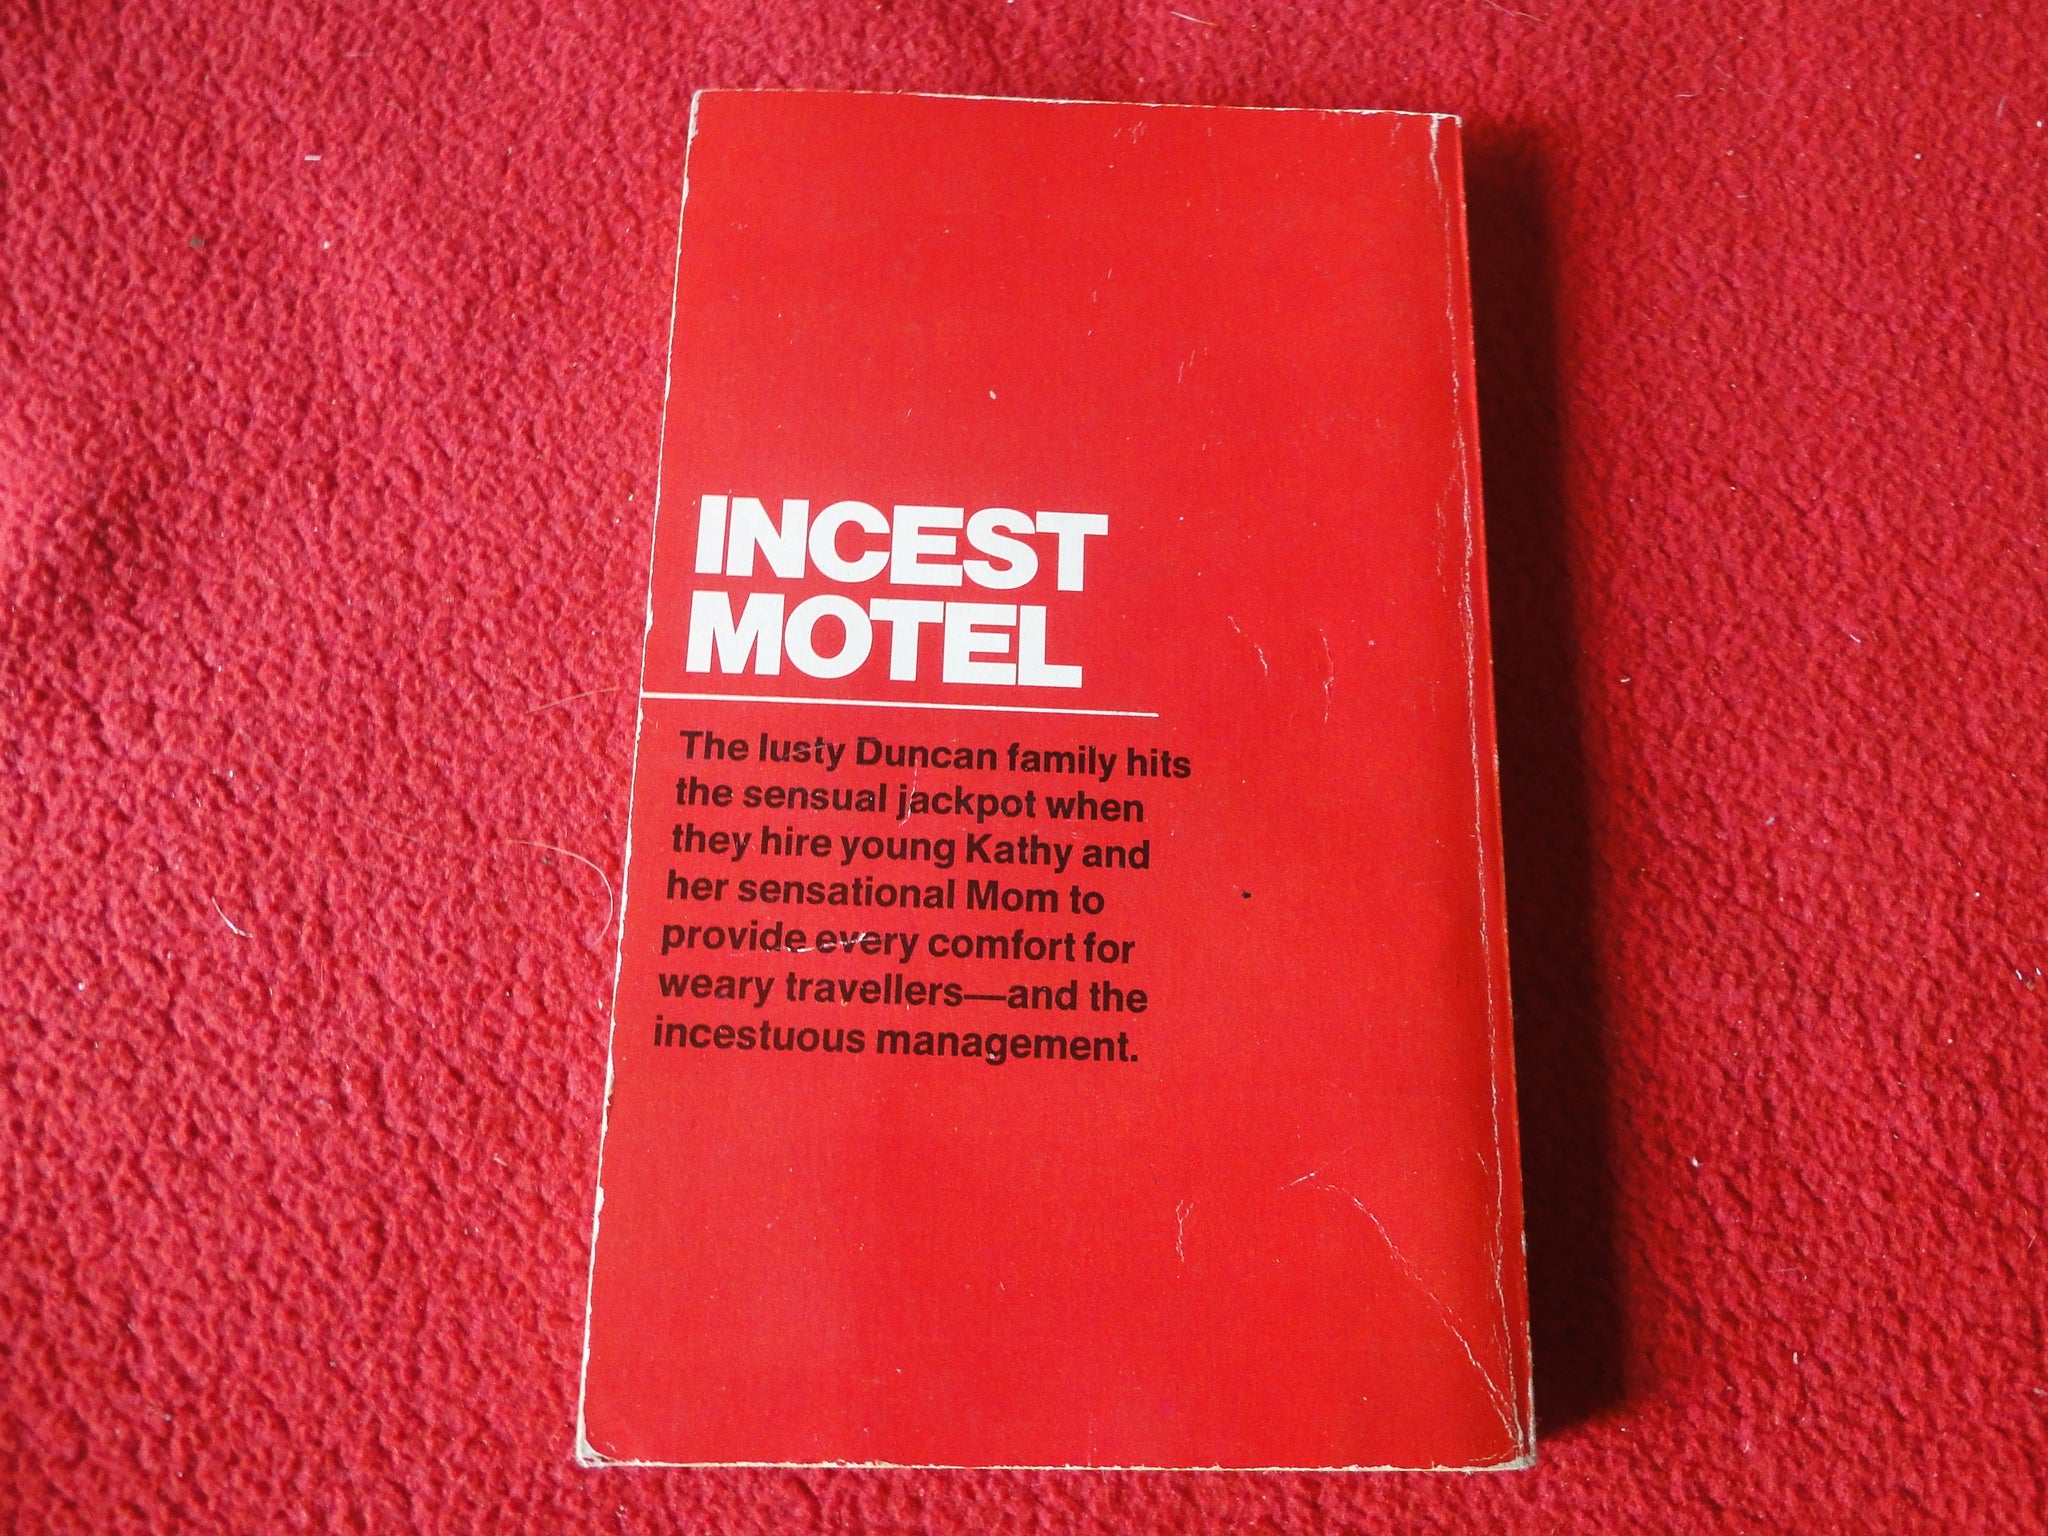 INCEST
MOTEL
The lusty Duncan family hits
the sensual jackpot when
they hire young Kathy and
her sensational Mom to
provide every comfort for
weary travellers—and the
incestuous management.